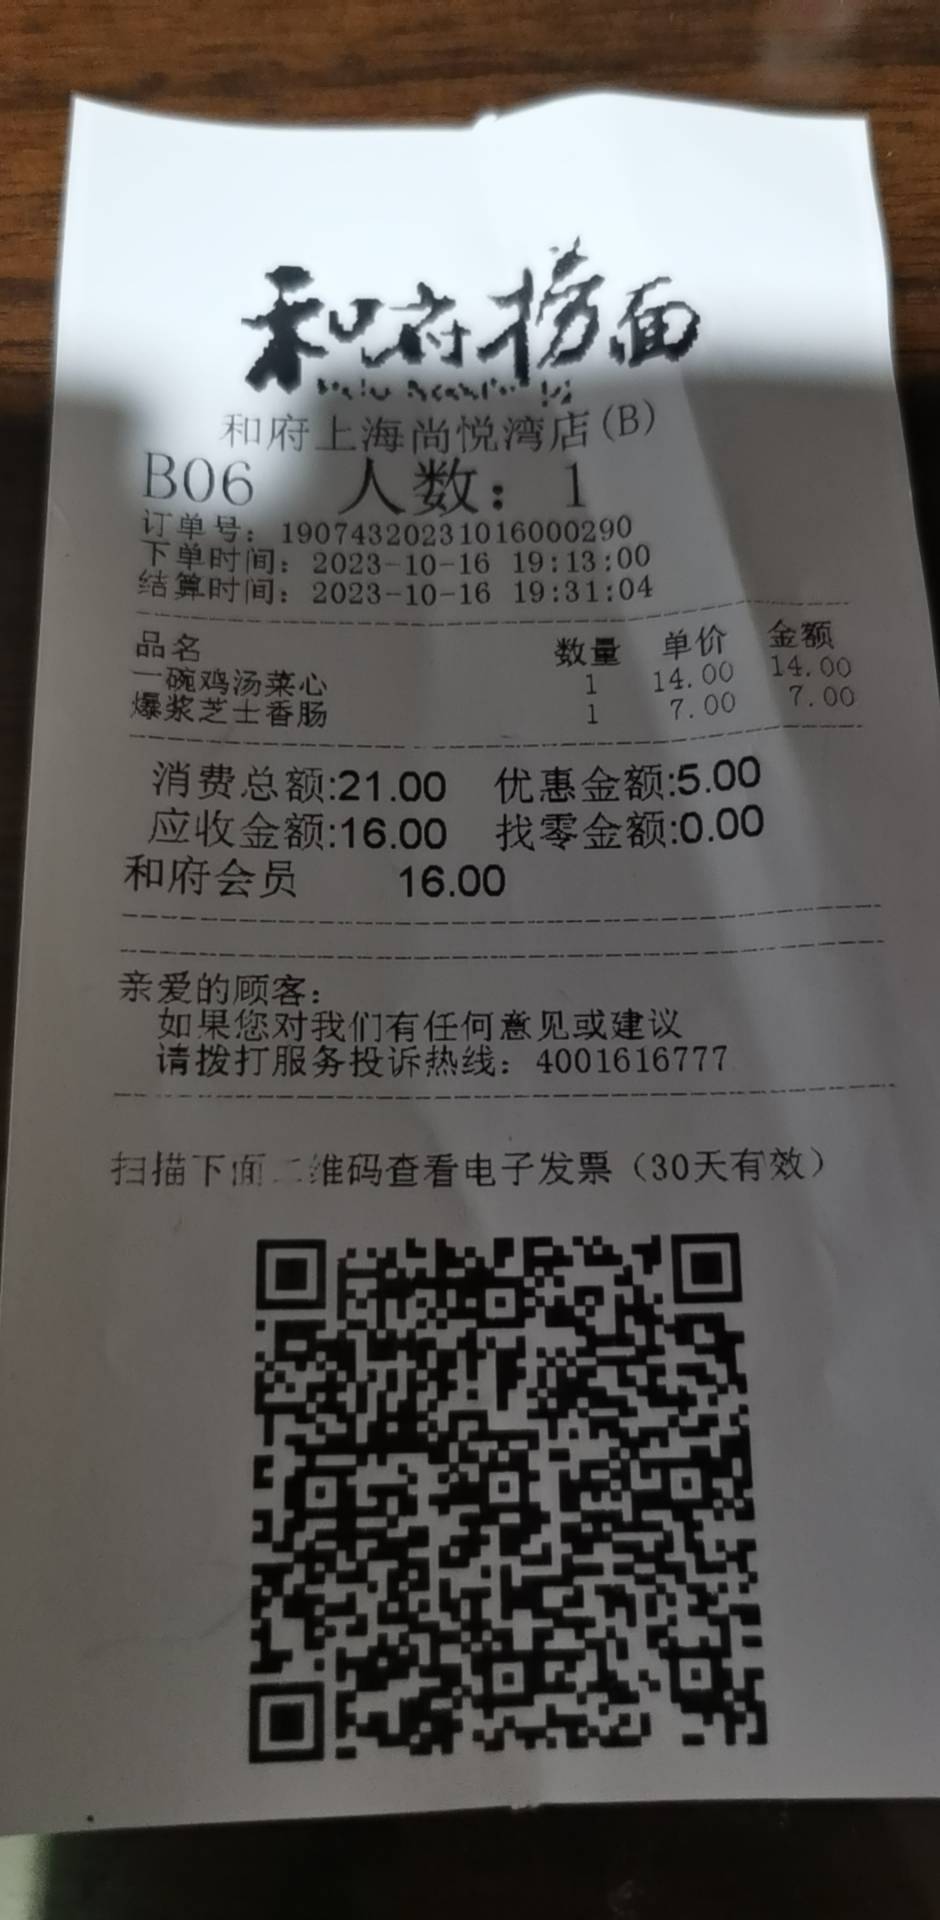 和府捞面
和府上海尚悦湾店(B)
B06 人数：1
订单号：19074320231016000290
下单时间：2023-10-16 19:13:00
结算时间：2023-10-16 19:31:04
品名 数量 单价 金额
一碗鸡汤菜心 1 14.00 14.00
爆浆芝士香肠 1 7.00 7.00
消费总额:21.00 优惠金额:5.00
应收金额:16.00 找零金额:0.00
和府会员 16.00
亲爱的顾客：
如果您对我们有任何意见或建议
请拨打服务投诉热线：4001616777
扫描下面二维码查看电子发票（30天有效）